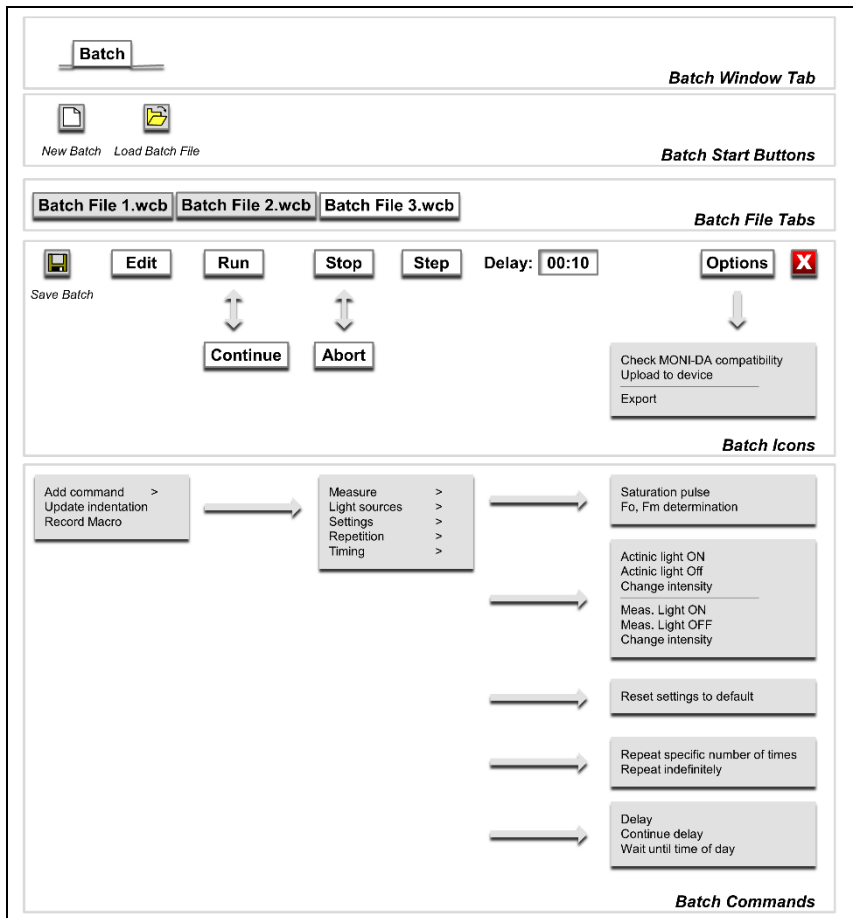 Batch
Batch Window Tab
New Batch Load Batch File
Batch Start Buttons
Batch File 1.wcb Batch File 2.wcb Batch File 3.wcb
Batch File Tabs
Edit Run Stop Step Delay: 00:10 Options X
Save Batch
Continue Abort
Check MONI-DA compatibility
Upload to device
Export
Batch Icons
Add command >
Update indentation
Record Macro
Measure >
Light sources >
Settings >
Repetition >
Timing >
Saturation pulse
Fo, Fm determination
Actinic light ON
Actinic light Off
Change intensity
Meas. Light ON
Meas. Light OFF
Change intensity
Reset settings to default
Repeat specific number of times
Repeat indefinitely
Delay
Continue delay
Wait until time of day
Batch Commands